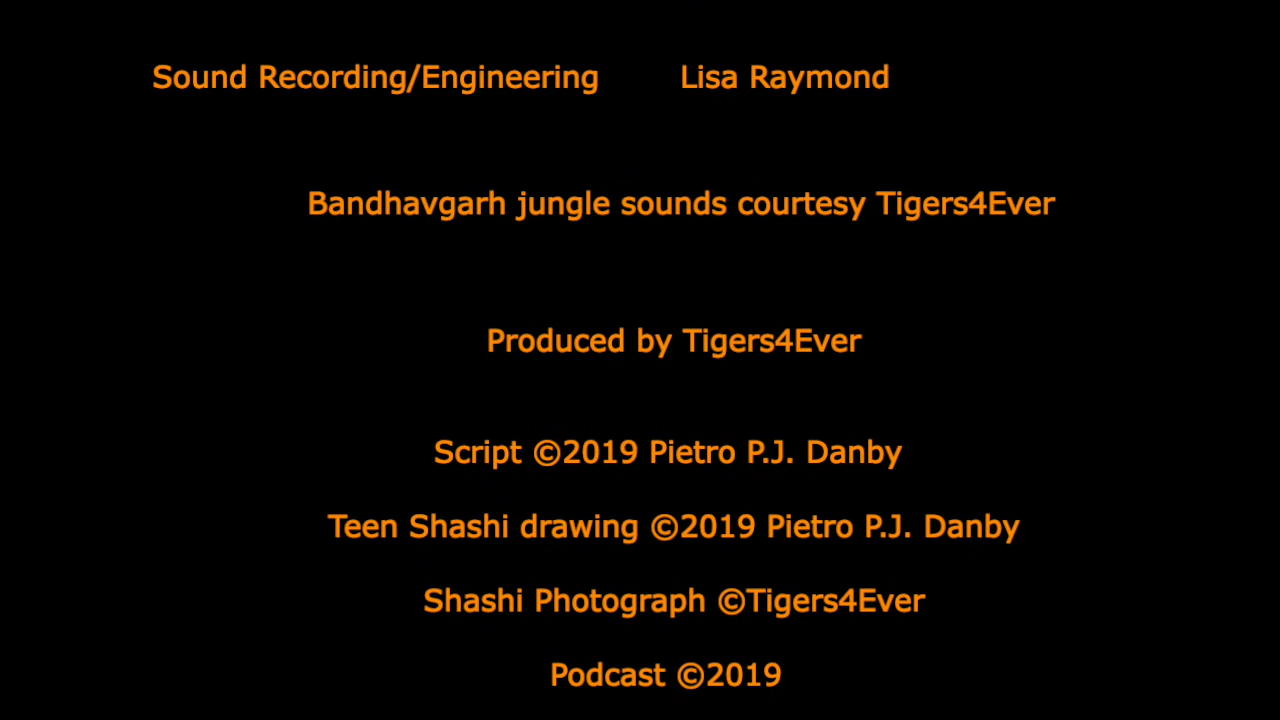 Sound Recording/Engineering Lisa Raymond
Bandhavgarh jungle sounds courtesy Tigers4Ever
Produced by Tigers4Ever
Script ©2019 Pietro P.J. Danby
Teen Shashi drawing ©2019 Pietro P.J. Danby
Shashi Photograph ©Tigers4Ever
Podcast ©2019